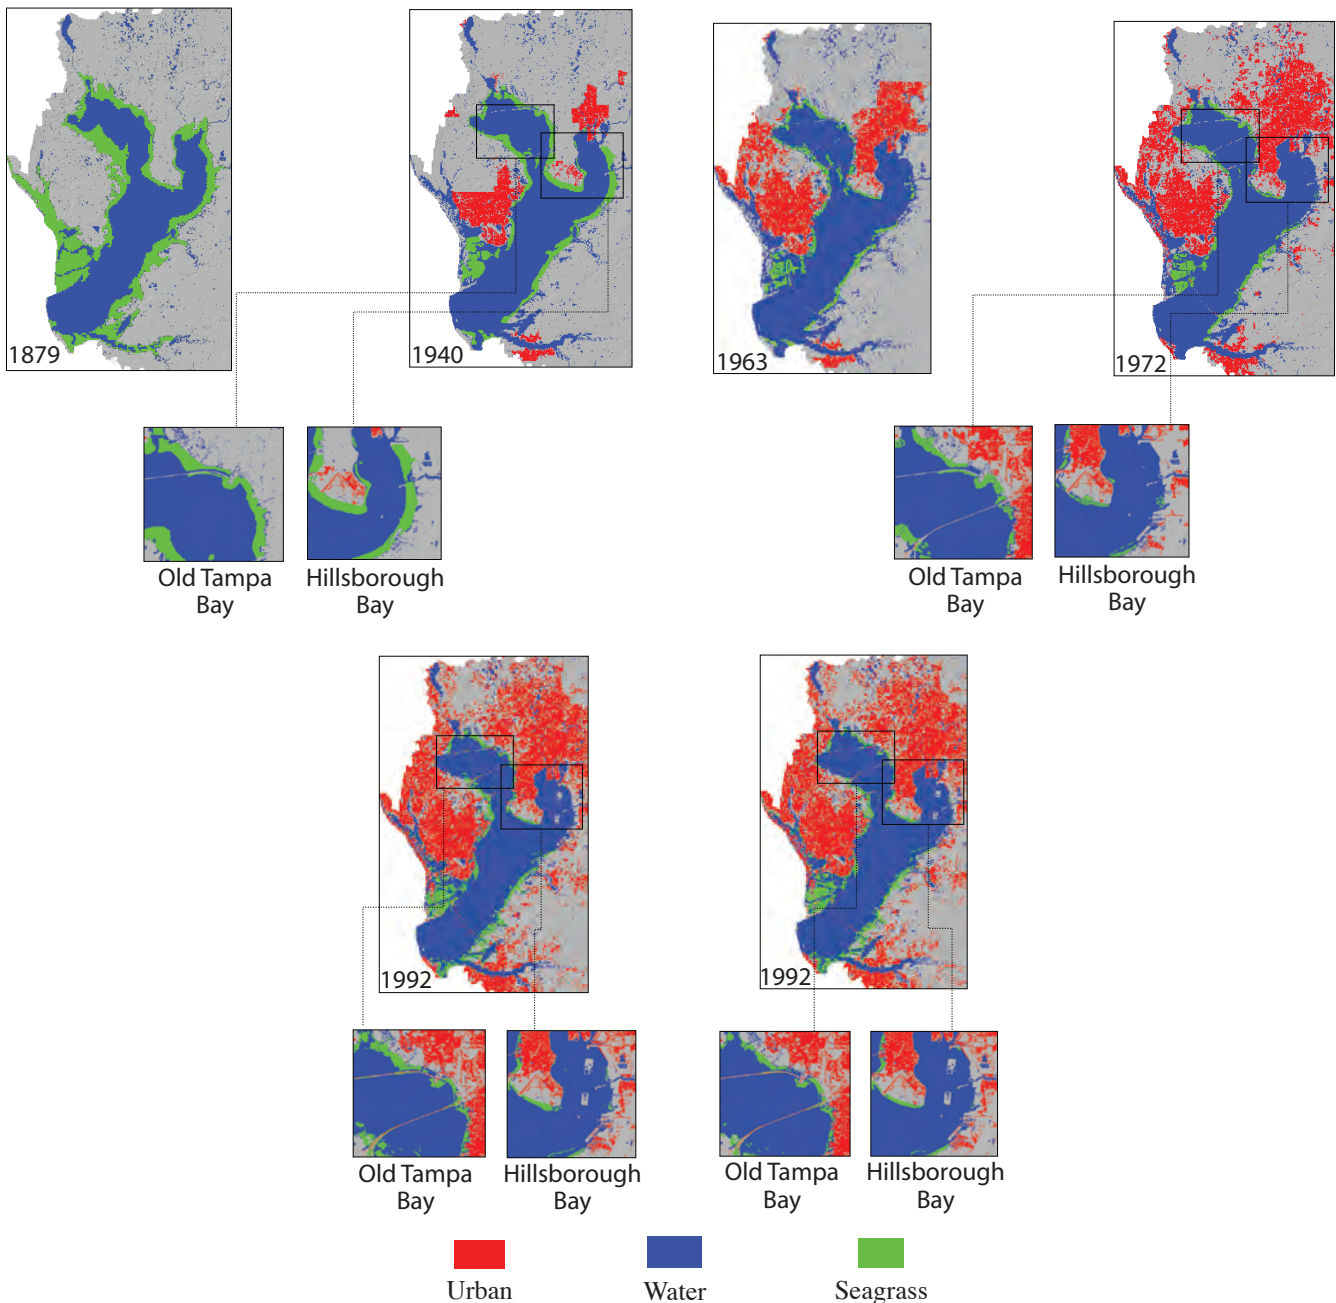 1879
1940
1963
1972
Old Tampa
Bay
Hillsborough
Bay
Old Tampa
Bay
Hillsborough
Bay
1992
1992
Old Tampa
Bay
Hillsborough
Bay
Old Tampa
Bay
Hillsborough
Bay
Urban
Water
Seagrass